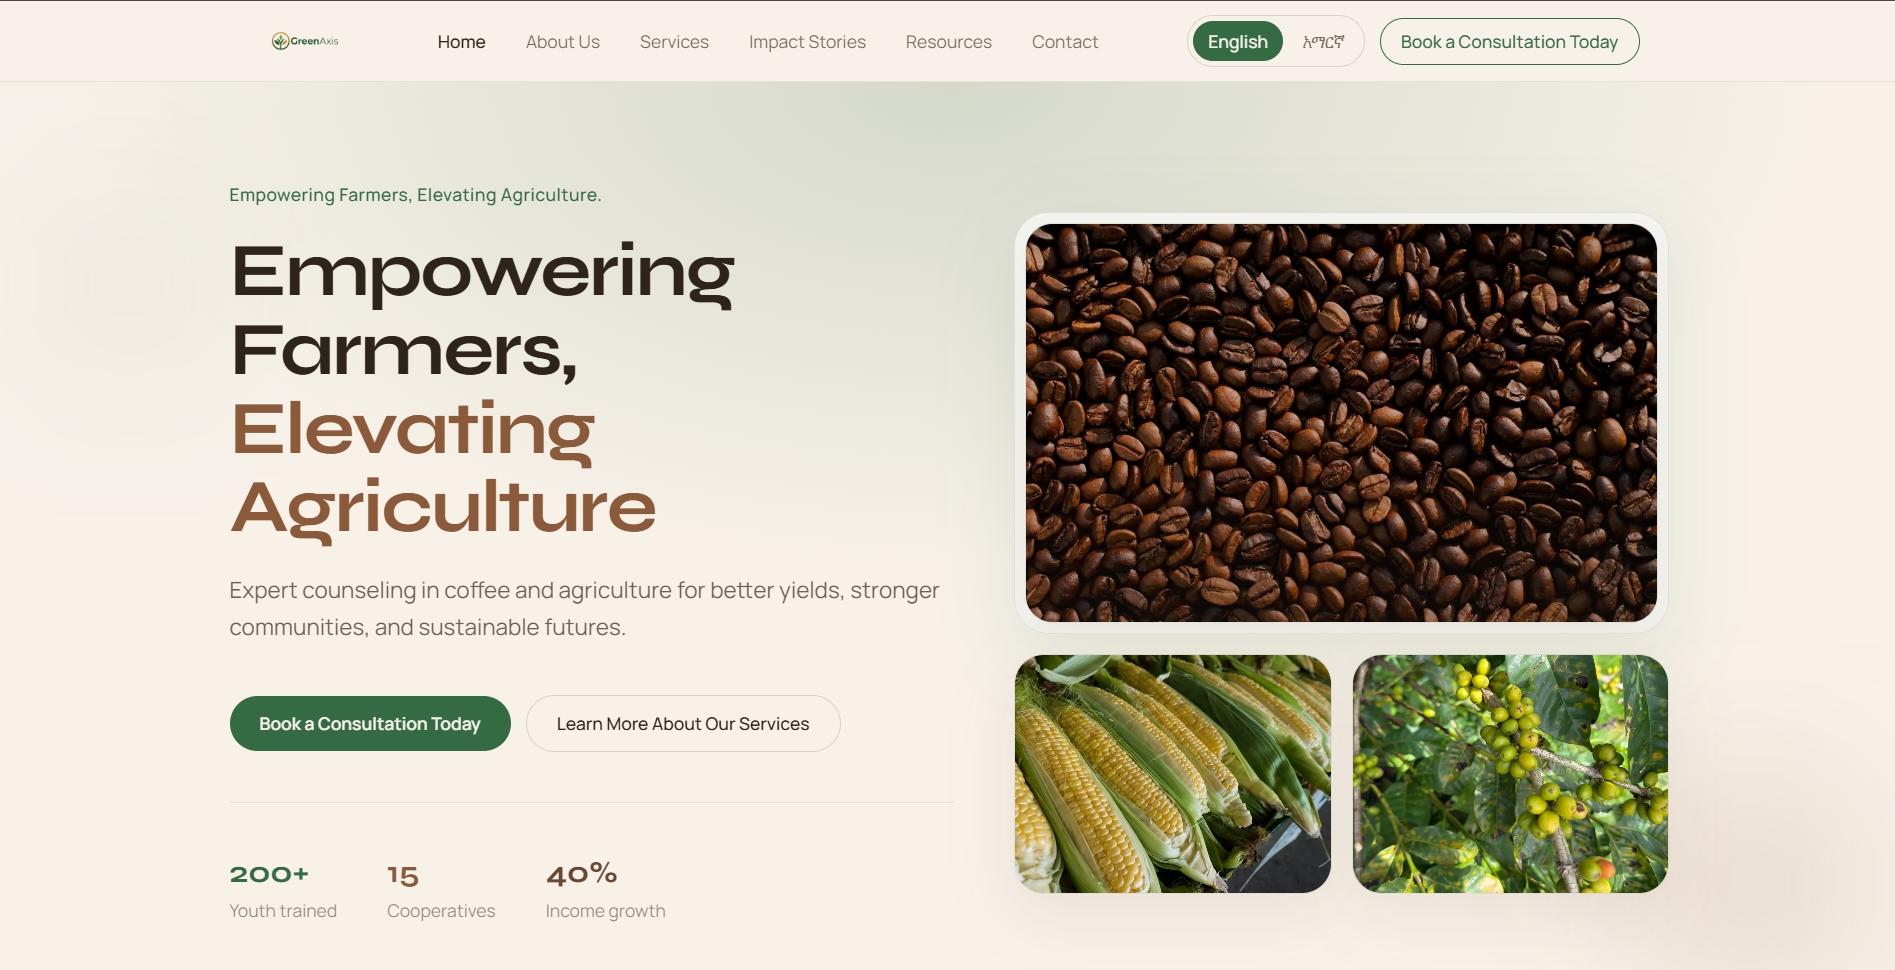 GreenAxis
Home
About Us
Services
Impact Stories
Resources
Contact
English
አማርኛ
Book a Consultation Today
Empowering Farmers, Elevating Agriculture.
Empowering
Farmers,
Elevating
Agriculture
Expert counseling in coffee and agriculture for better yields, stronger
communities, and sustainable futures.
Book a Consultation Today
Learn More About Our Services
200+
Youth trained
15
Cooperatives
40%
Income growth